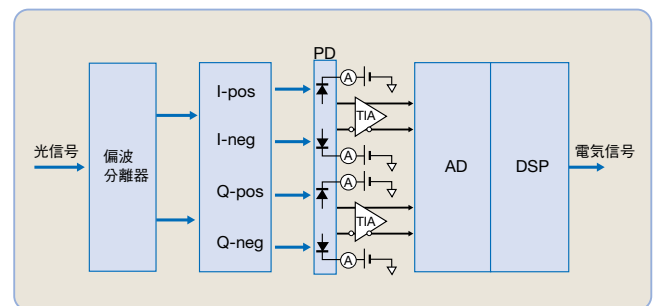 PD
光信号
偏波
分離器
I-pos
I-neg
Q-pos
Q-neg
A
TIA
A
A
TIA
A
AD
DSP
電気信号